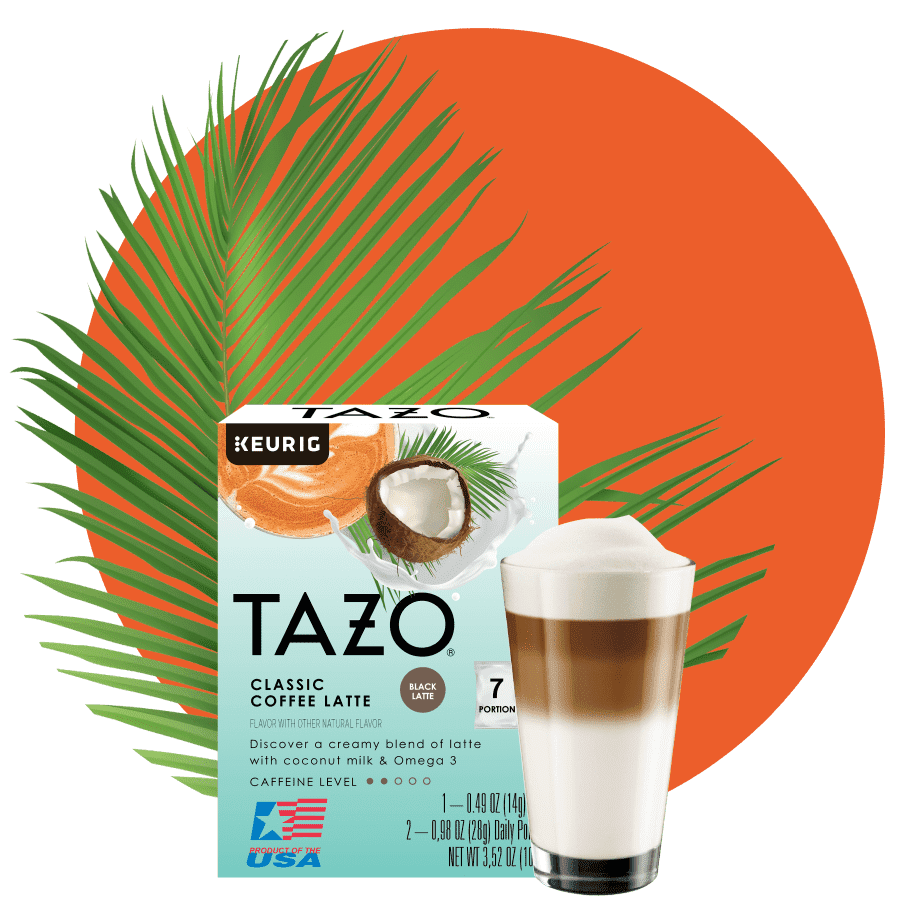 TAZO
KEURIG
TAZO®
CLASSIC
COFFEE LATTE
BLACK
LATTE
7
PORTION
FLAVOR WITH OTHER NATURAL FLAVOR
Discover a creamy blend of latte
with coconut milk & Omega 3
CAFFEINE LEVEL
1 — 0.49 OZ (14g)
2 — 0,98 OZ (28g) Daily
NET WT 3,52 OZ
PRODUCT OF THE
USA